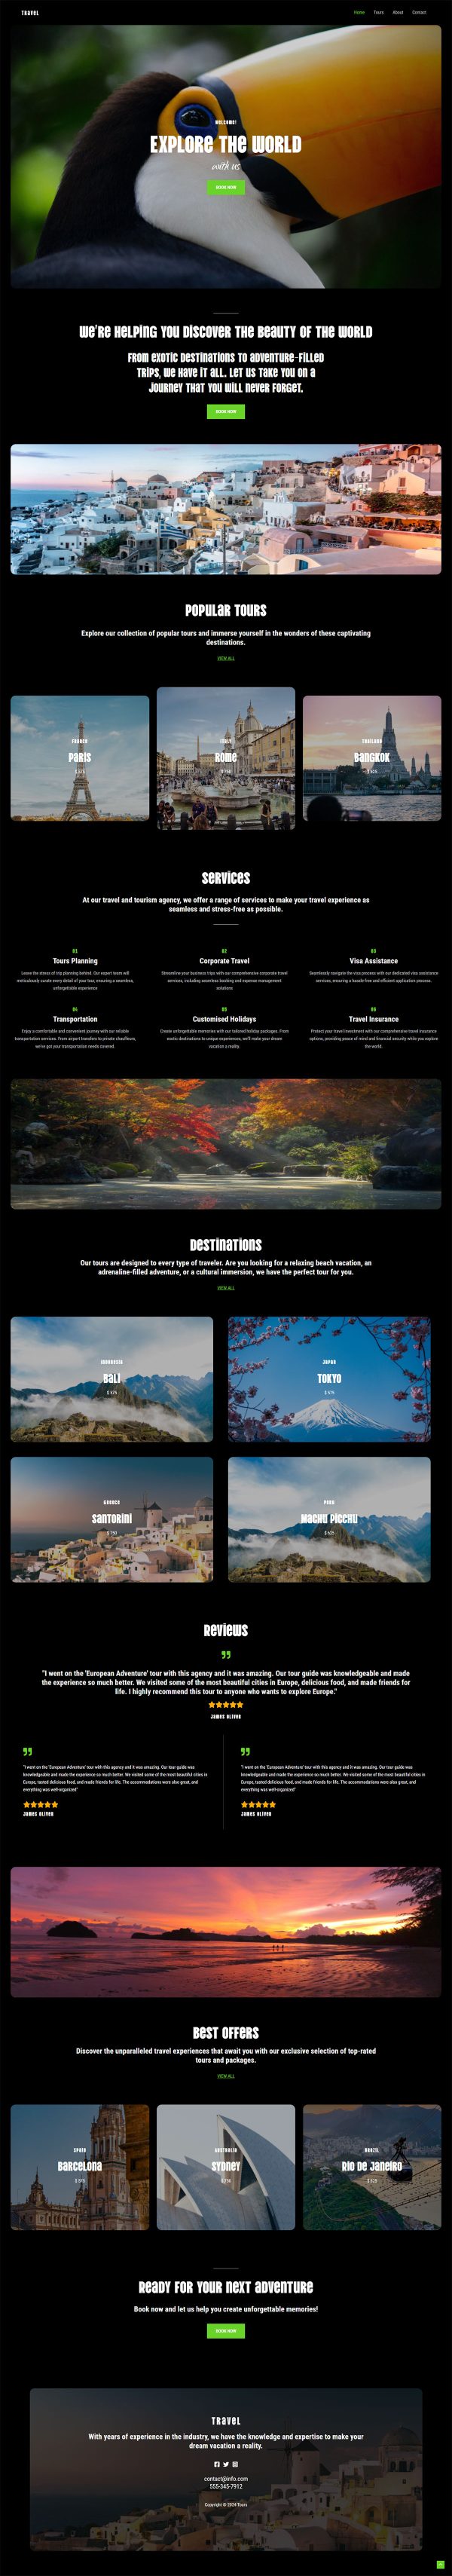 TRAVEL
Home Tours About Contact
WELCOME!
EXPLORE THE WORLD
with us
BOOK NOW
WE'RE HELPING YOU DISCOVER THE BEAUTY OF THE WORLD
FROM EXOTIC DESTINATIONS TO ADVENTURE-FILLED
TRIPS, WE HAVE IT ALL. LET US TAKE YOU ON A
JOURNEY THAT YOU WILL NEVER FORGET.
BOOK NOW
POPULAR TOURS
Explore our collection of popular tours and immerse yourself in the wonders of these captivating
destinations.
VIEW ALL
FRANCE
PARIS
ITALY
ROME
THAILAND
BANGKOK
SERVICES
At our travel and tourism agency, we offer a range of services to make your travel experience as
seamless and stress-free as possible.
01
Tours Planning
Leave the stress of trip planning behind. Our expert team will
meticulously curate every detail of your tour, ensuring a seamless,
unforgettable experience
02
Corporate Travel
Streamline your business trips with our comprehensive corporate travel
services, including seamless booking and expense management
solutions
03
Visa Assistance
Seamlessly navigate the visa process with our dedicated visa assistance
services, ensuring a hassle-free and efficient application process.
04
Transportation
Enjoy a comfortable and convenient journey with our reliable
transportation services. From airport transfers to private chauffeurs,
we've got your transportation needs covered.
05
Customised Holidays
Create unforgettable memories with our tailored holiday packages. From
exotic destinations to unique experiences, we'll make your dream
vacation a reality.
06
Travel Insurance
Protect your travel investment with our comprehensive travel insurance
options, providing peace of mind and financial security while you explore
the world.
DESTINATIONS
Our tours are designed to every type of traveler. Are you looking for a relaxing beach vacation, an
adrenaline-filled adventure, or a cultural immersion, we have the perfect tour for you.
VIEW ALL
INDONESIA
BALI
JAPAN
TOKYO
GREECE
SANTORINI
PERU
MACHU PICCHU
REVIEWS
"I went on the 'European Adventure' tour with this agency and it was amazing. Our tour guide was knowledgeable and made
the experience so much better. We visited some of the most beautiful cities in Europe, delicious food, and made friends for
life. I highly recommend this tour to anyone who wants to explore Europe."
JAMES OLIVER
"I went on the 'European Adventure' tour with this agency and it was amazing. Our tour guide was
knowledgeable and made the experience so much better. We visited some of the most beautiful cities in
Europe, tasted delicious food, and made friends for life. The accommodations were also great, and
everything was well-organized"
JAMES OLIVER
"I went on the 'European Adventure' tour with this agency and it was amazing. Our tour guide was
knowledgeable and made the experience so much better. We visited some of the most beautiful cities in
Europe, tasted delicious food, and made friends for life. The accommodations were also great, and
everything was well-organized"
JAMES OLIVER
BEST OFFERS
Discover the unparalleled travel experiences that await you with our exclusive selection of top-rated
tours and packages.
VIEW ALL
SPAIN
BARCELONA
AUSTRALIA
SYDNEY
BRAZIL
RIO DE JANEIRO
READY FOR YOUR NEXT ADVENTURE
Book now and let us help you create unforgettable memories!
BOOK NOW
TRAVEL
With years of experience in the industry, we have the knowledge and expertise to make your
dream vacation a reality.
contact@info.com
555-345-7912
Copyright © 2024 Tours